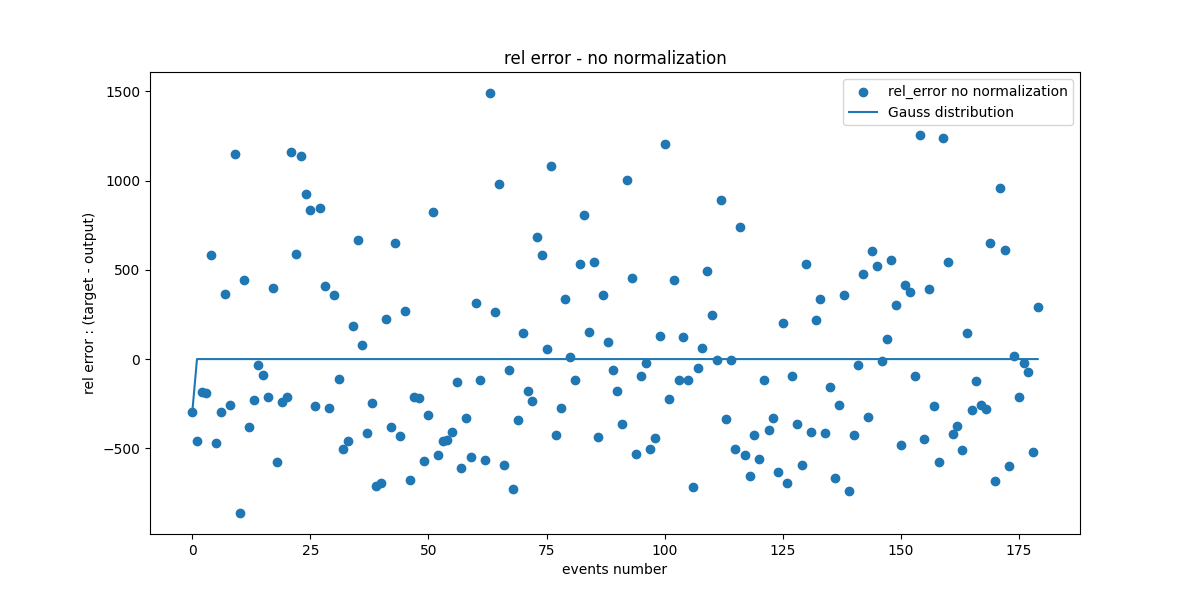 rel error - no normalization
rel_error no normalization
Gauss distribution
rel error : (target - output)
1500
1000
500
0
−500
0
25
50
75
100
125
150
175
events number